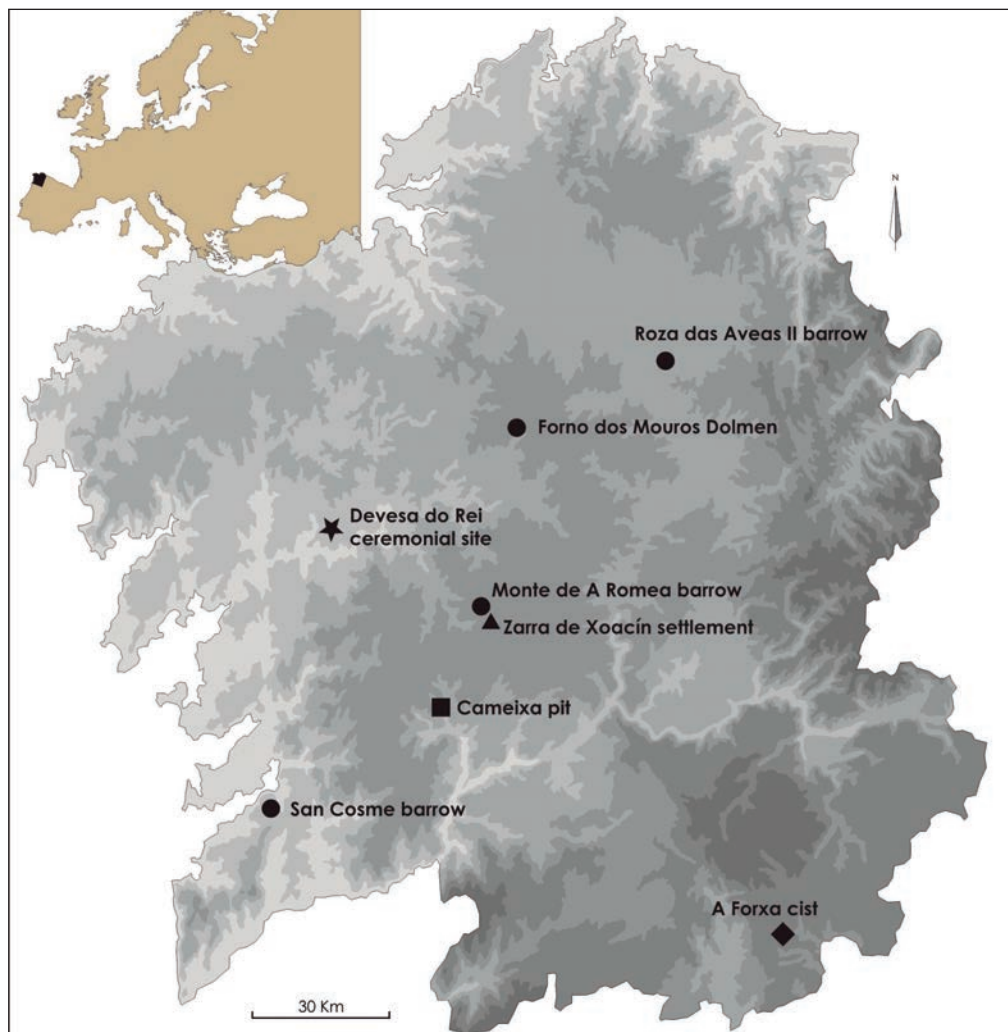 N
Roza das Aveas II barrow
Forno dos Mouros Dolmen
Devesa do Rei
ceremonial site
Monte de A Romea barrow
Zarra de Xoacín settlement
Cameixa pit
San Cosme barrow
A Forxa cist
30 Km